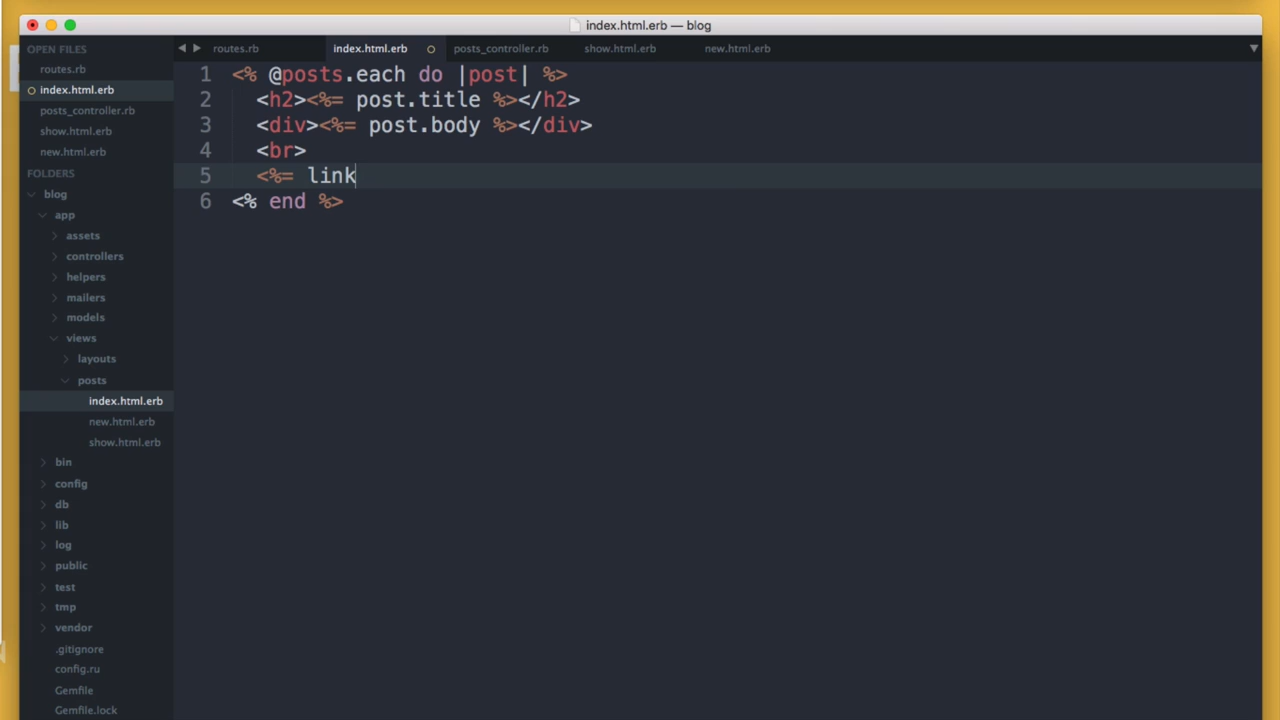 index.html.erb — blog
OPEN FILES
routes.rb
index.html.erb
posts_controller.rb
show.html.erb
new.html.erb
FOLDERS
blog
app
assets
controllers
helpers
mailers
models
views
layouts
posts
index.html.erb
new.html.erb
show.html.erb
bin
config
db
lib
log
public
test
tmp
vendor
.gitignore
config.ru
Gemfile
Gemfile.lock
routes.rb index.html.erb posts_controller.rb show.html.erb new.html.erb
1 <% @posts.each do |post| %>
2 <h2><%= post.title %></h2>
3 <div><%= post.body %></div>
4 <br>
5 <%= link
6 <% end %>